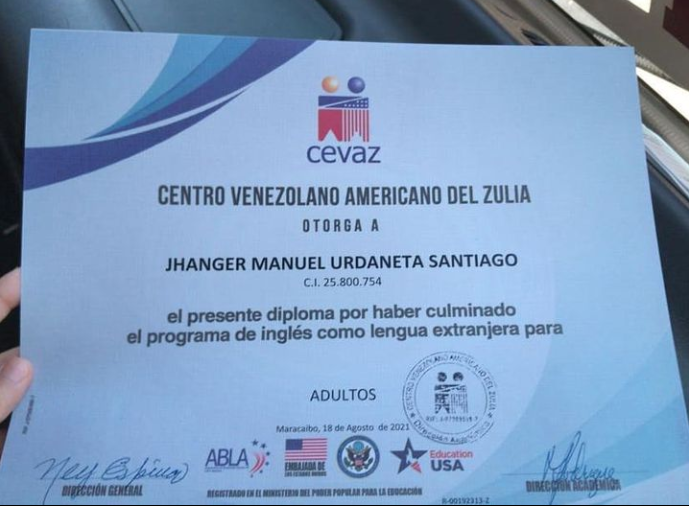 cevaz
CENTRO VENEZOLANO AMERICANO DEL ZULIA
OTORGA A
JHANGER MANUEL URDANETA SANTIAGO
C.I. 25.800.754
el presente diploma por haber culminado
el programa de inglés como lengua extranjera para
ADULTOS
CENTRO VENEZOLANO AMERICANO DEL ZULIA
Dirección Académica
Maracaibo, 18 de Agosto de 2021
ABLA
EMBAJADA DE
LOS ESTADOS UNIDOS
Education
USA
Ney Espina
DIRECCIÓN GENERAL
REGISTRADO EN EL MINISTERIO DEL PODER POPULAR PARA LA EDUCACIÓN
DIRECCIÓN ACADÉMICA